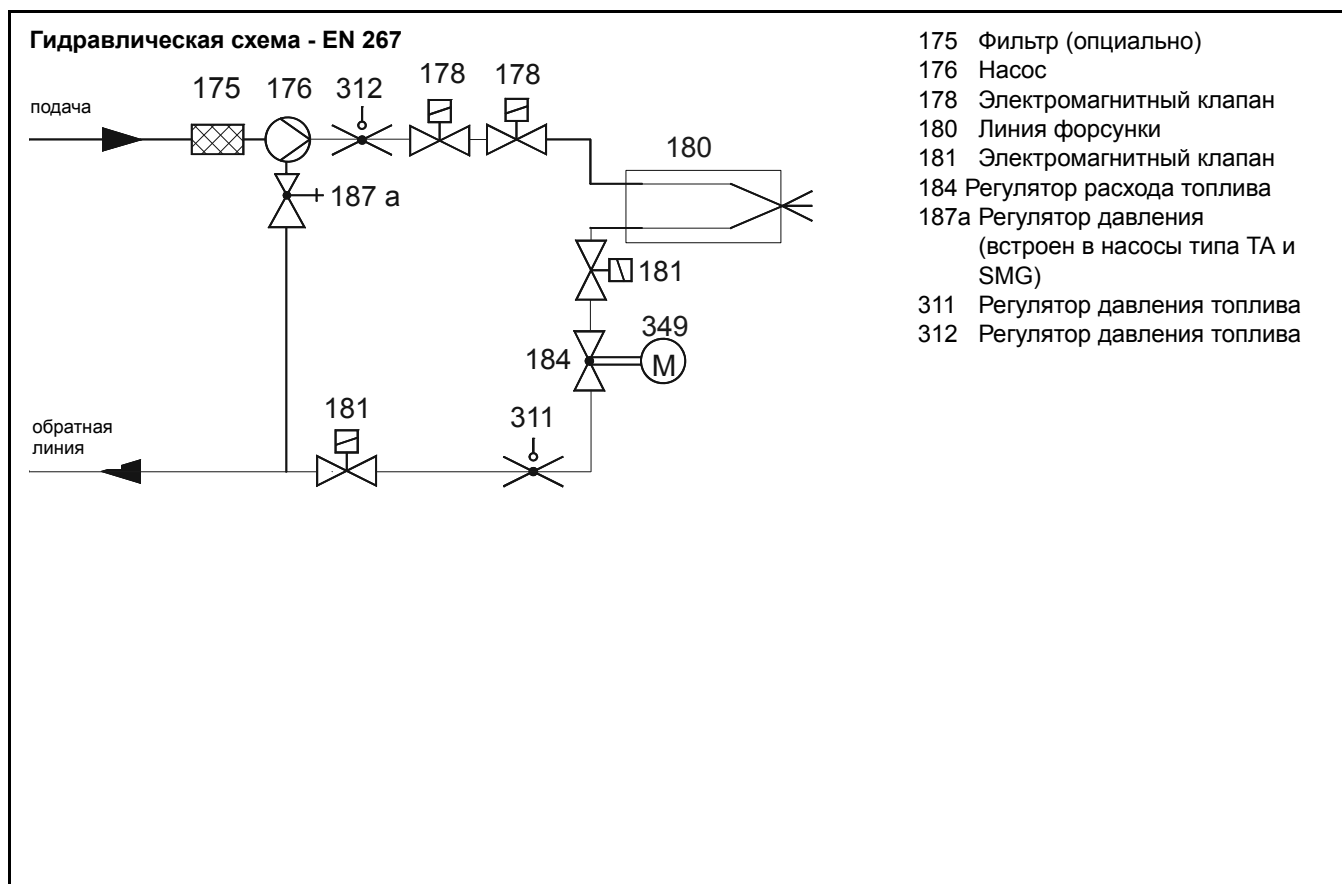 Гидравлическая схема - EN 267
175 176 312 178 178
подача
180
187 a
181
349
184 M
181 311
обратная
линия
175 Фильтр (опциально)
176 Насос
178 Электромагнитный клапан
180 Линия форсунки
181 Электромагнитный клапан
184 Регулятор расхода топлива
187a Регулятор давления
(встроен в насосы типа TA и
SMG)
311 Регулятор давления топлива
312 Регулятор давления топлива